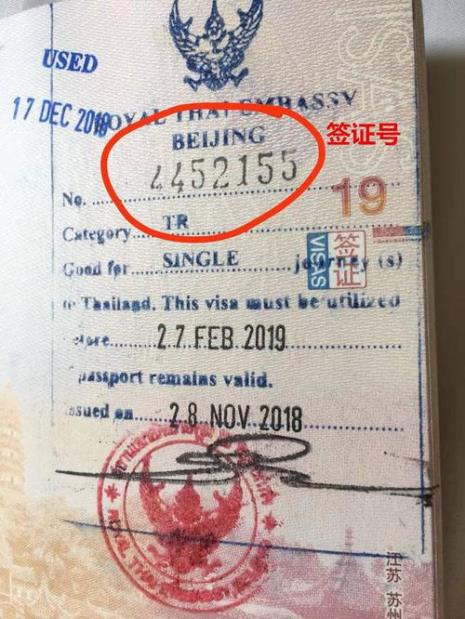 USED
17 DEC 2018
ROYAL THAI EMBASSY
BEIJING
签证号
No. 4452155
19
Category TR
签证
VISAS
Good for SINGLE journey (s)
to Thailand. This visa must be utilized
27 FEB 2019
passport remains valid.
issued on 28 NOV 2018
江苏 苏州